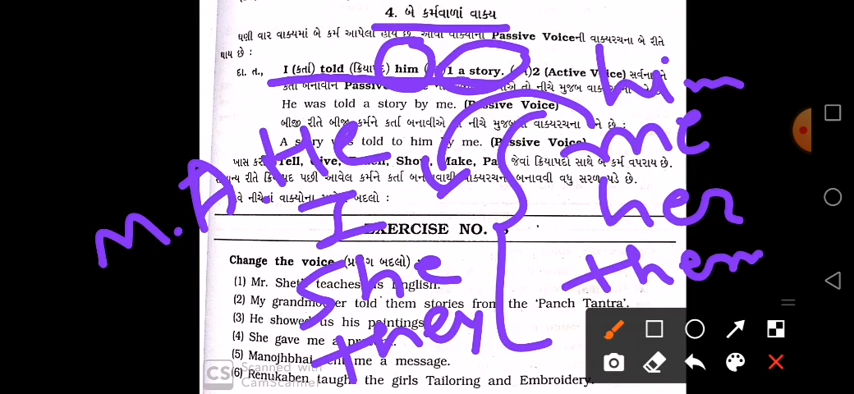 4. બે કર્મવાળાં વાક્ય
ઘણી વાર વાક્યમાં બે કર્મ આપેલા હોય છે. આવા વાક્યોના Passive Voiceની વાક્યરચના બે રીતે
થાય છે :
દા. ત., I (કર્તા) told (ક્રિયાપદ) him 1 a story. 2 (Active Voice)
કર્તા બનાવીને તો નીચે મુજબ
He was told a story by me. (Passive Voice)
બીજી રીતે બીજા કર્મને કર્તા બનાવીએ તો નીચે મુજબ વાક્યરચના બને છે :
A story was told to him by me. (Passive Voice)
Tell, Give, Show, Make, જેવાં ક્રિયાપદો સાથે બે કર્મ વપરાય છે.
પછી આવેલ કર્મને કર્તા બનાવવી વધુ સરળ પડે છે.
નીચેનાં વાક્યોના બદલો :
EXERCISE NO.
Change the voice (પ્રયોગ બદલો) :
(1) Mr. Sheth teaches us English.
(2) My grandmother told them stories from the 'Panch Tantra'.
(3) He showed us his paintings.
(4) She gave me a present.
(5) Manojbhai sent me a message.
(6) Renukaben taught the girls Tailoring and Embroidery.
M.A.
He
I
She
they
him
me
her
them
CS Scanned with
CamScanner